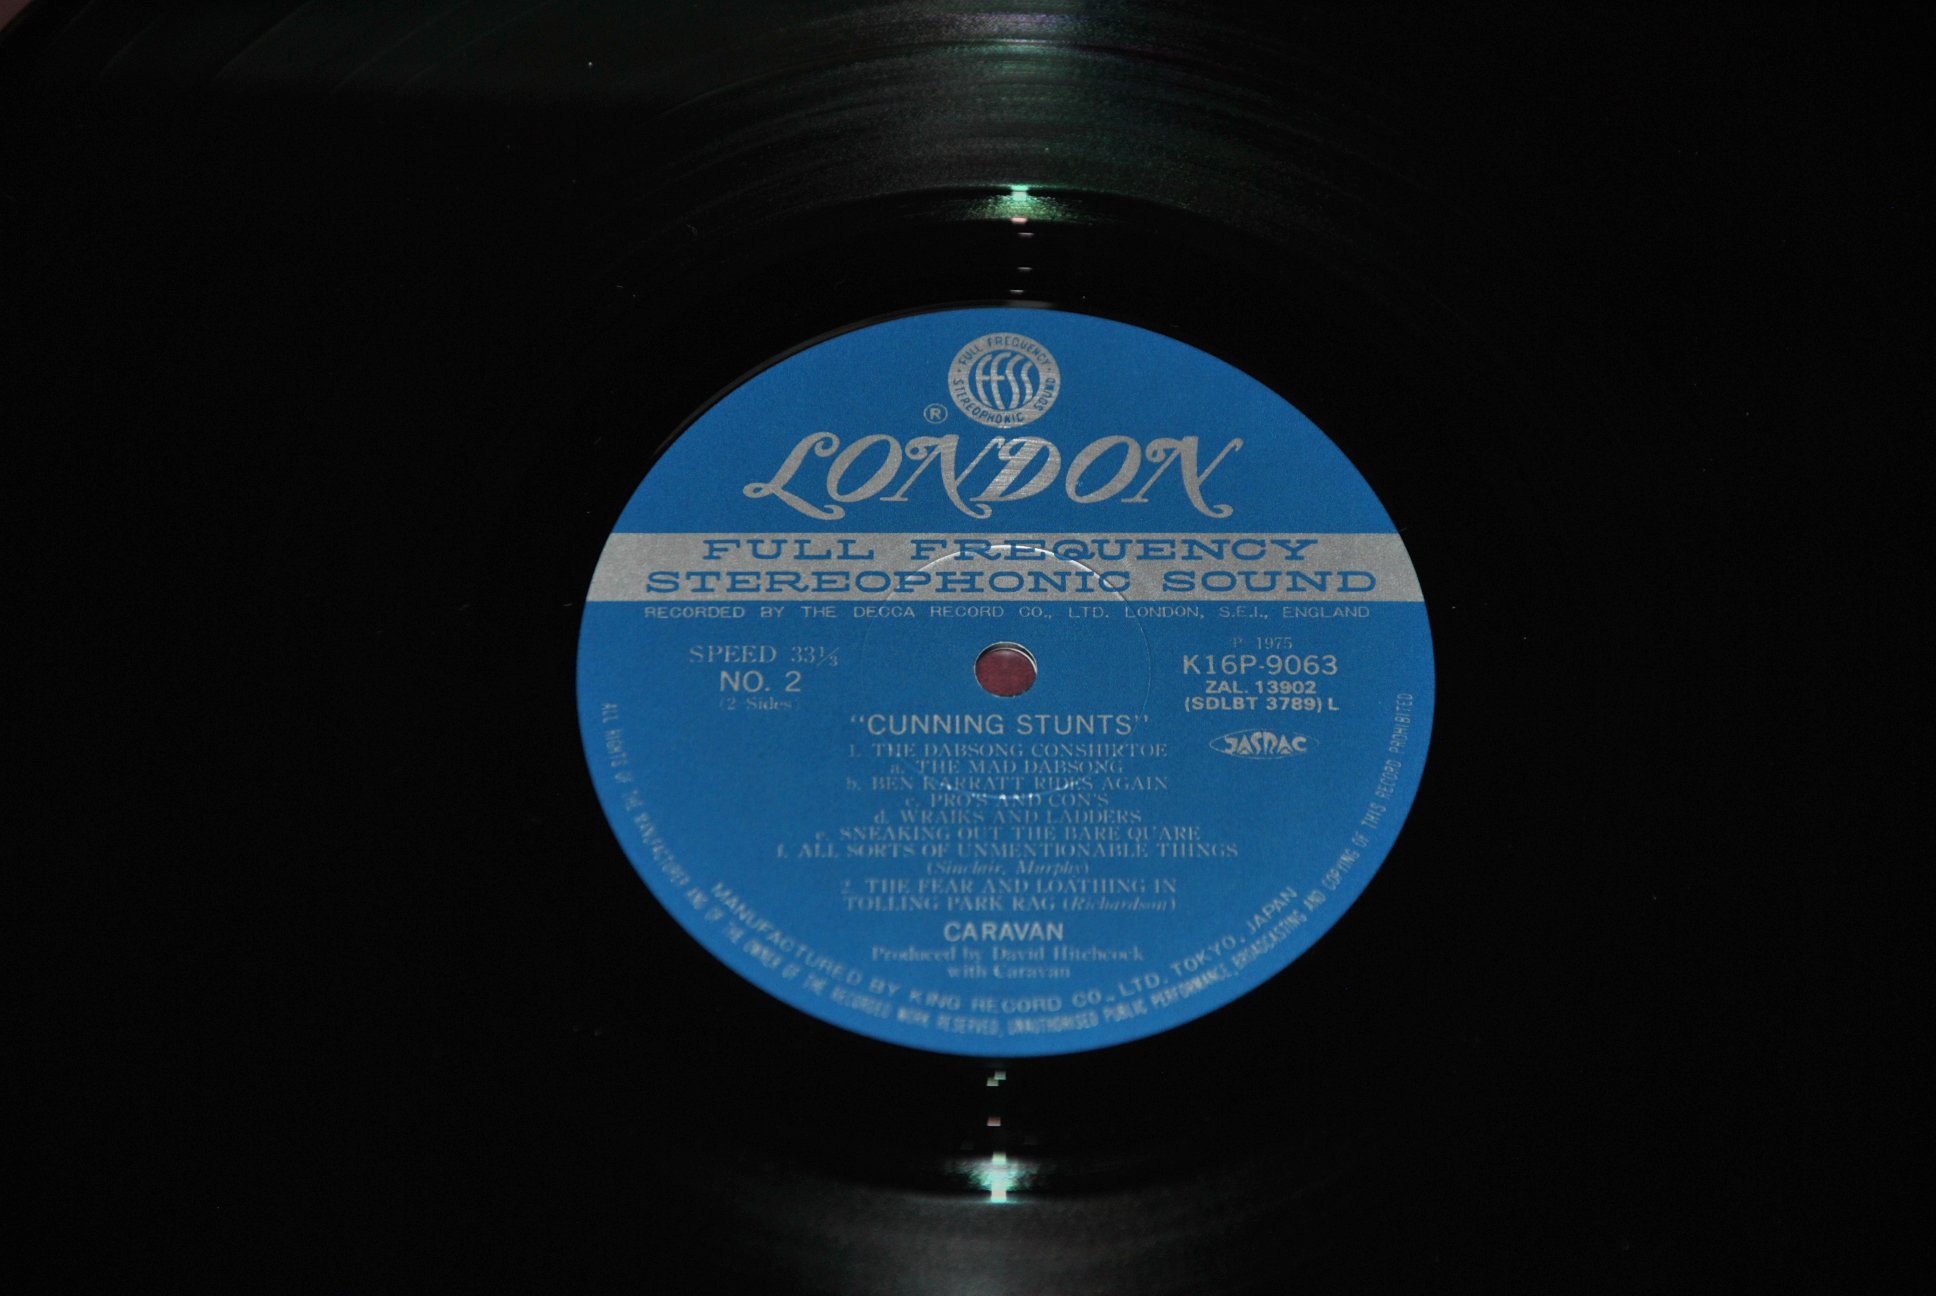 FULL FREQUENCY
FFSS
STEREOPHONIC SOUND
®
LONDON
FULL FREQUENCY
STEREOPHONIC SOUND
RECORDED BY THE DECCA RECORD CO., LTD. LONDON, S.E.I., ENGLAND
SPEED 33⅓
NO. 2
(2 Sides)
P 1975
K16P-9063
ZAL. 13902
(SDLBT 3789) L
JASRAC
"CUNNING STUNTS"
1. THE DABSONG CONSHIRTOE
a. THE MAD DABSONG
b. BEN KARRATT RIDES AGAIN
c. PRO'S AND CON'S
d. WRAIKS AND LADDERS
e. SNEAKING OUT THE BARE QUARE
f. ALL SORTS OF UNMENTIONABLE THINGS
(Sinclair, Murphy)
2. THE FEAR AND LOATHING IN
TOLLING PARK RAG (Richardson)
CARAVAN
Produced by David Hitchcock
with Caravan
MANUFACTURED BY KING RECORD CO., LTD. TOKYO, JAPAN
ALL RIGHTS OF THE MANUFACTURER AND OF THE OWNER OF THE RECORDED WORK RESERVED, UNAUTHORISED PUBLIC PERFORMANCE, BROADCASTING AND COPYING OF THIS RECORD PROHIBITED